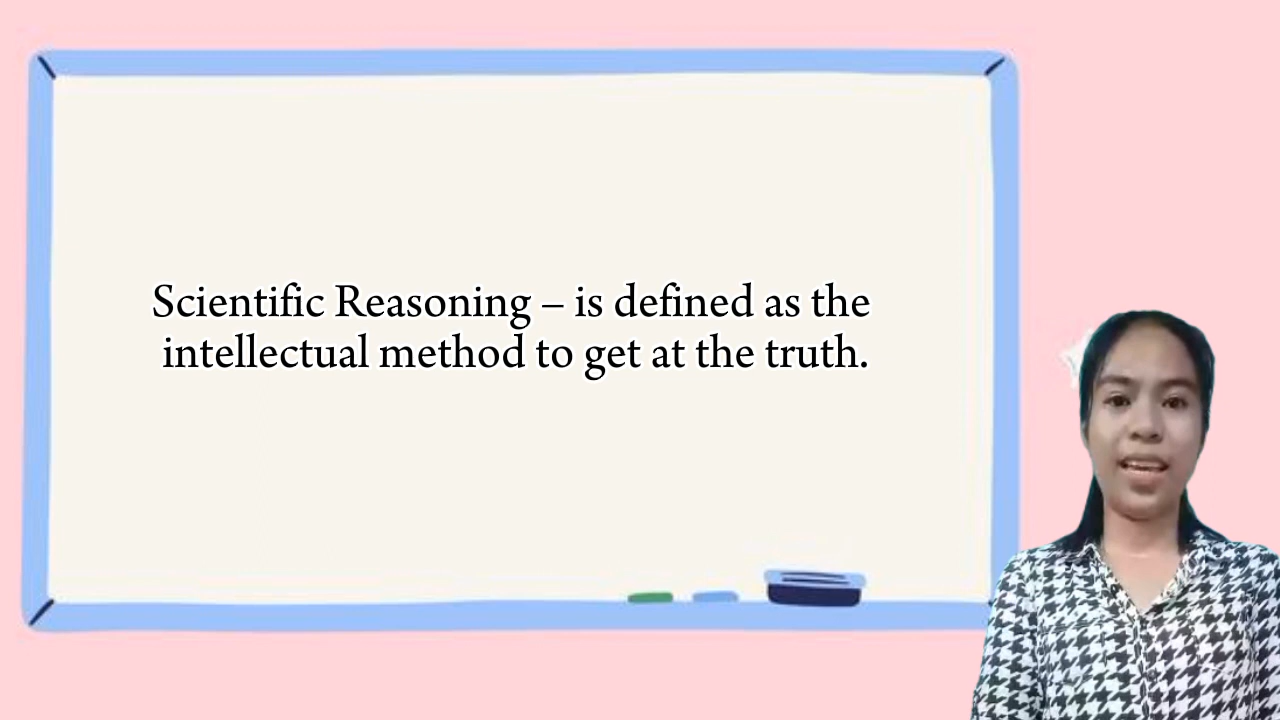 Scientific Reasoning – is defined as the
intellectual method to get at the truth.